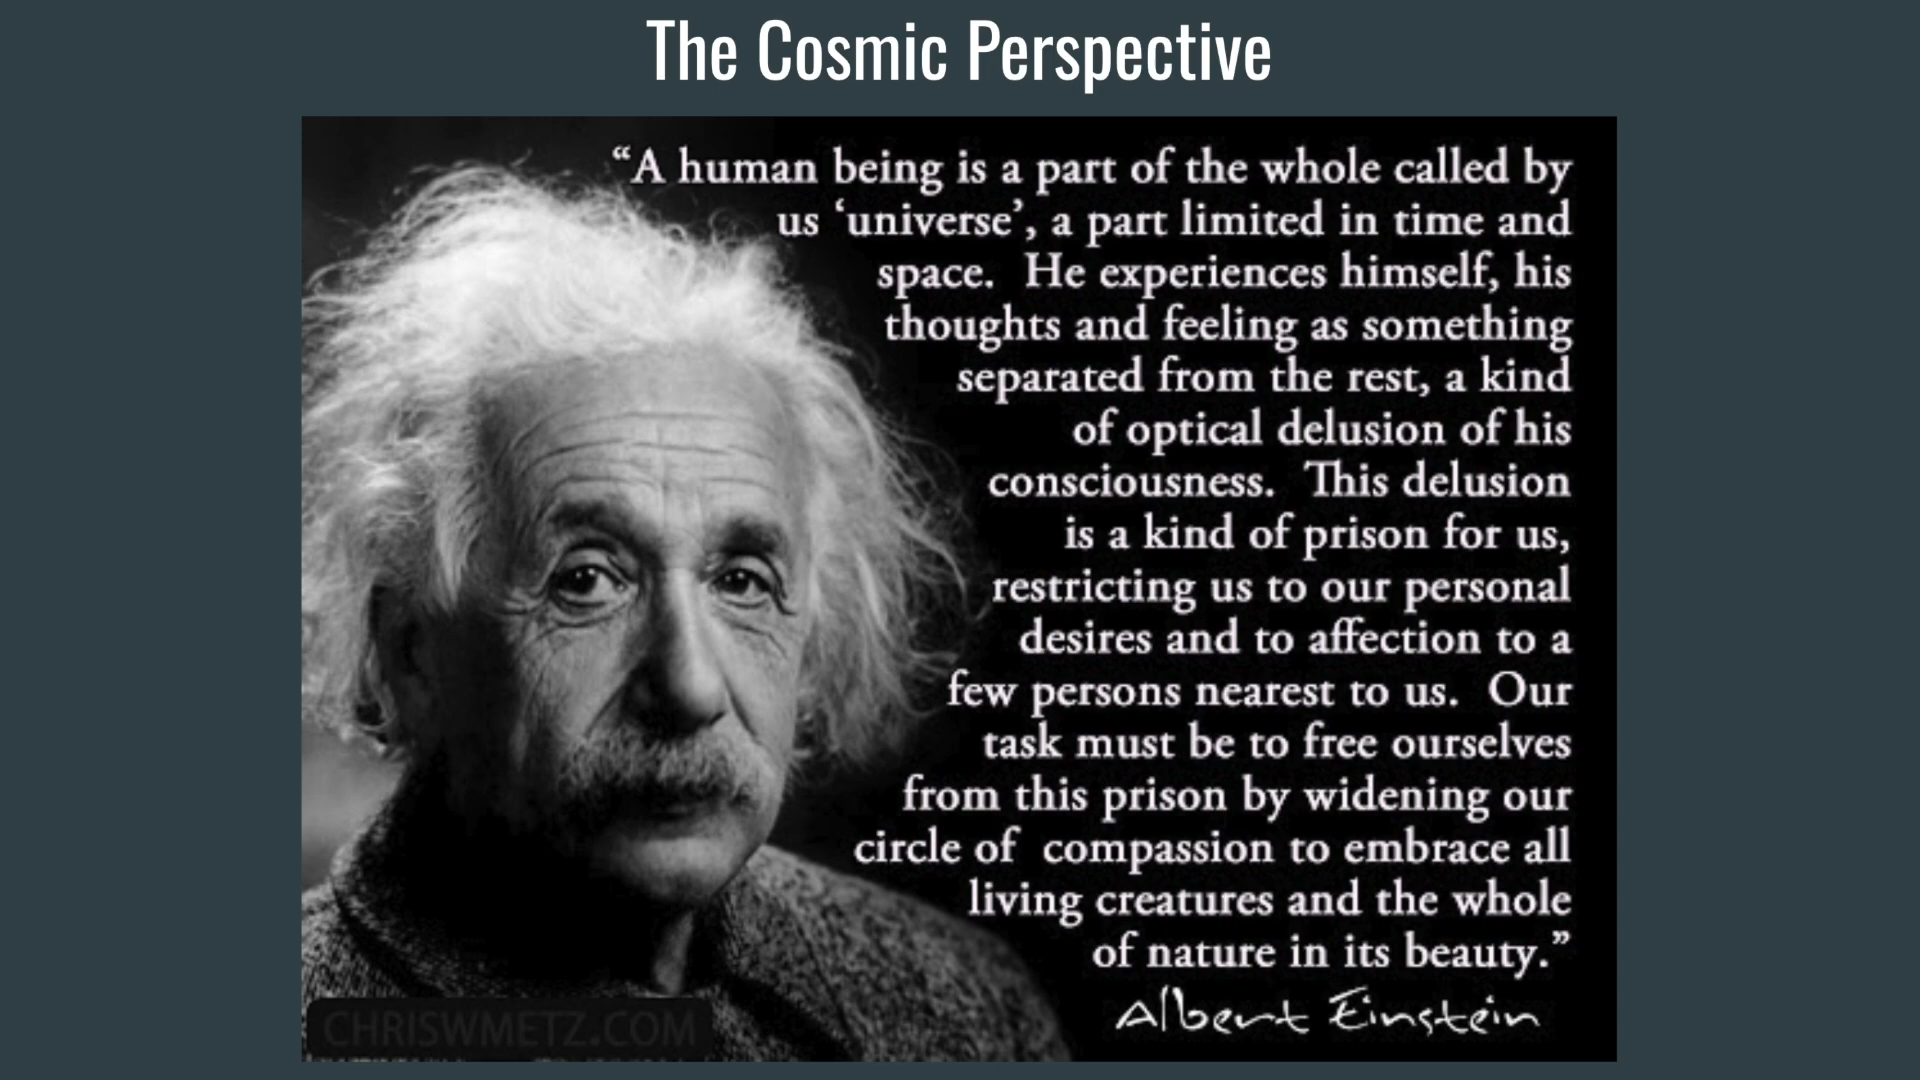 The Cosmic Perspective
“A human being is a part of the whole called by
us ‘universe’, a part limited in time and
space.  He experiences himself, his
thoughts and feeling as something
separated from the rest, a kind
of optical delusion of his
consciousness.  This delusion
is a kind of prison for us,
restricting us to our personal
desires and to affection to a
few persons nearest to us.  Our
task must be to free ourselves
from this prison by widening our
circle of  compassion to embrace all
living creatures and the whole
of nature in its beauty.”
Albert Einstein
CHRISWMETZ.COM